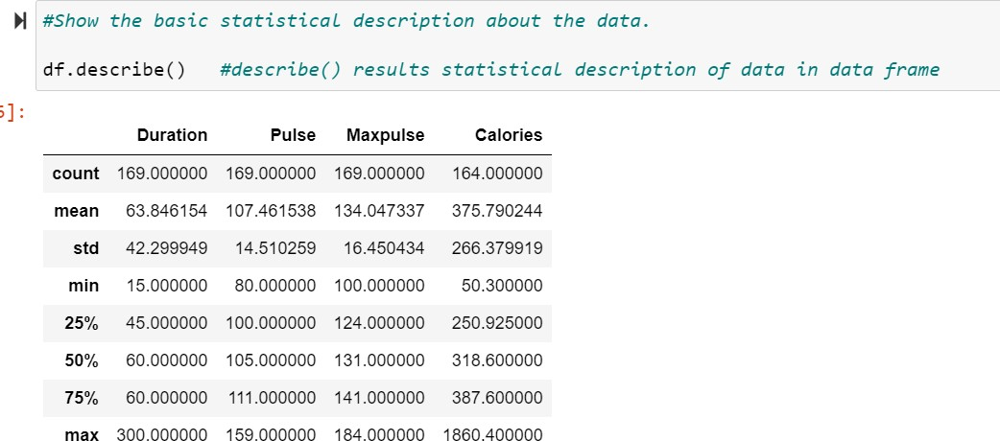 #Show the basic statistical description about the data.
df.describe() #describe() results statistical description of data in data frame
5]:
Duration Pulse Maxpulse Calories
count 169.000000 169.000000 169.000000 164.000000
mean 63.846154 107.461538 134.047337 375.790244
std 42.299949 14.510259 16.450434 266.379919
min 15.000000 80.000000 100.000000 50.300000
25% 45.000000 100.000000 124.000000 250.925000
50% 60.000000 105.000000 131.000000 318.600000
75% 60.000000 111.000000 141.000000 387.600000
max 300.000000 159.000000 184.000000 1860.400000